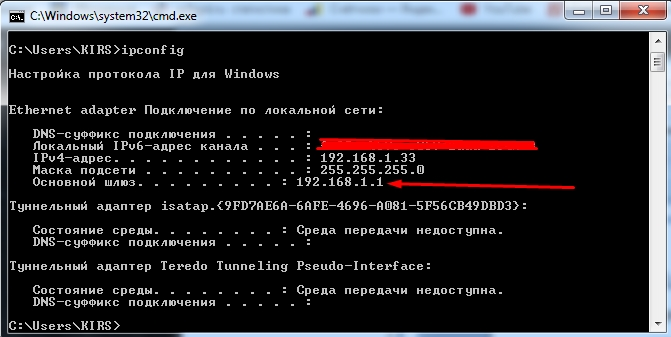 C:\Windows\system32\cmd.exe
C:\Users\KIRS>ipconfig
Настройка протокола IP для Windows
Ethernet adapter Подключение по локальной сети:
DNS-суффикс подключения . . . . . :
Локальный IPv6-адрес канала . . . :
IPv4-адрес. . . . . . . . . . . . : 192.168.1.33
Маска подсети . . . . . . . . . . : 255.255.255.0
Основной шлюз. . . . . . . . . : 192.168.1.1
Туннельный адаптер isatap.{9FD7AE6A-6AFE-4696-A081-5F56CB49DBD3}:
Состояние среды. . . . . . . . : Среда передачи недоступна.
DNS-суффикс подключения . . . . . :
Туннельный адаптер Teredo Tunneling Pseudo-Interface:
Состояние среды. . . . . . . . : Среда передачи недоступна.
DNS-суффикс подключения . . . . . :
C:\Users\KIRS>